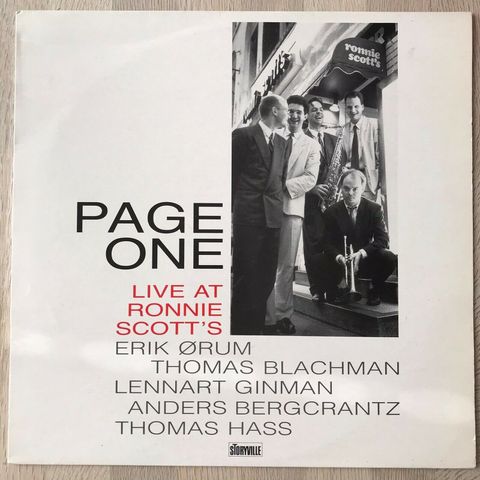 ronnie
scott's
PAGE
ONE
LIVE AT
RONNIE
SCOTT'S
ERIK ØRUM
THOMAS BLACHMAN
LENNART GINMAN
ANDERS BERGCRANTZ
THOMAS HASS
STORYVILLE